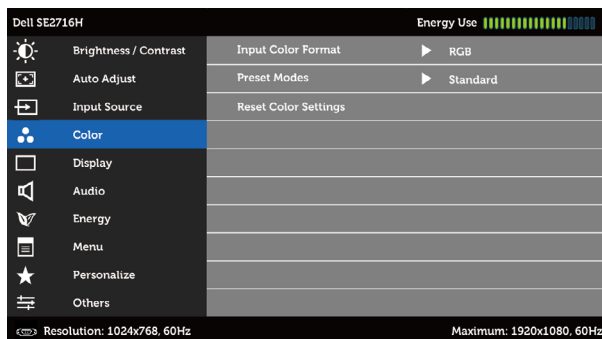 Dell SE2716H Energy Use
Brightness / Contrast Input Color Format RGB
Auto Adjust Preset Modes Standard
Input Source Reset Color Settings
Color
Display
Audio
Energy
Menu
Personalize
Others
Resolution: 1024x768, 60Hz Maximum: 1920x1080, 60Hz